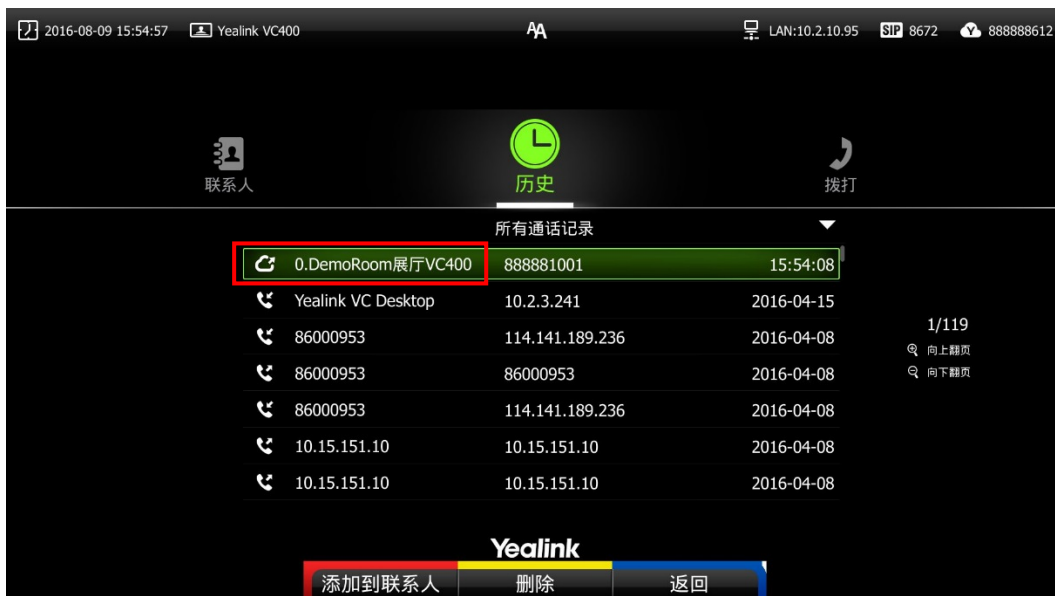 2016-08-09 15:54:57 Yealink VC400 AA LAN:10.2.10.95 SIP 8672 Y 888888612
联系人 历史 拨打
所有通话记录
0.DemoRoom展厅VC400 888881001 15:54:08
Yealink VC Desktop 10.2.3.241 2016-04-15
86000953 114.141.189.236 2016-04-08
86000953 86000953 2016-04-08
86000953 114.141.189.236 2016-04-08
10.15.151.10 10.15.151.10 2016-04-08
10.15.151.10 10.15.151.10 2016-04-08
1/119
向上翻页
向下翻页
Yealink
添加到联系人 删除 返回